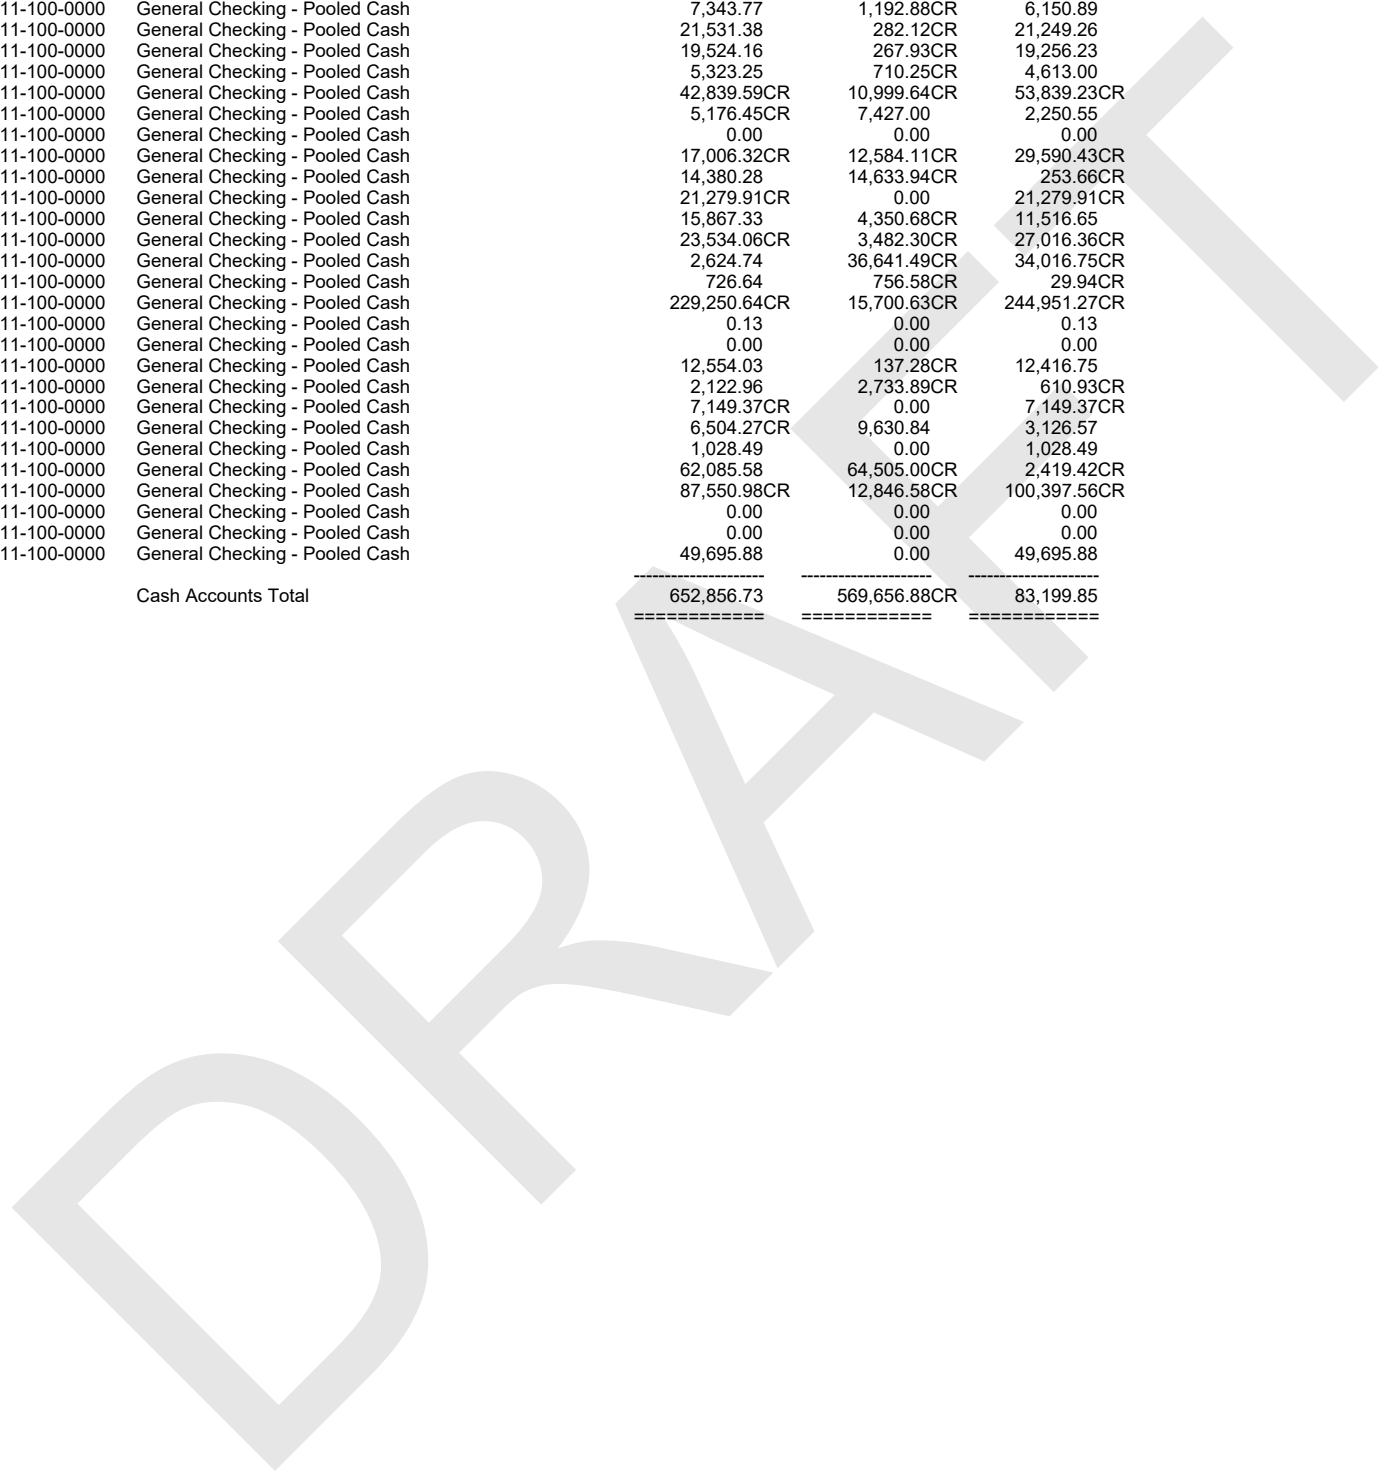 11-100-0000 General Checking - Pooled Cash 7,343.77 1,192.88CR 6,150.89
11-100-0000 General Checking - Pooled Cash 21,531.38 282.12CR 21,249.26
11-100-0000 General Checking - Pooled Cash 19,524.16 267.93CR 19,256.23
11-100-0000 General Checking - Pooled Cash 5,323.25 710.25CR 4,613.00
11-100-0000 General Checking - Pooled Cash 42,839.59CR 10,999.64CR 53,839.23CR
11-100-0000 General Checking - Pooled Cash 5,176.45CR 7,427.00 2,250.55
11-100-0000 General Checking - Pooled Cash 0.00 0.00 0.00
11-100-0000 General Checking - Pooled Cash 17,006.32CR 12,584.11CR 29,590.43CR
11-100-0000 General Checking - Pooled Cash 14,380.28 14,633.94CR 253.66CR
11-100-0000 General Checking - Pooled Cash 21,279.91CR 0.00 21,279.91CR
11-100-0000 General Checking - Pooled Cash 15,867.33 4,350.68CR 11,516.65
11-100-0000 General Checking - Pooled Cash 23,534.06CR 3,482.30CR 27,016.36CR
11-100-0000 General Checking - Pooled Cash 2,624.74 36,641.49CR 34,016.75CR
11-100-0000 General Checking - Pooled Cash 726.64 756.58CR 29.94CR
11-100-0000 General Checking - Pooled Cash 229,250.64CR 15,700.63CR 244,951.27CR
11-100-0000 General Checking - Pooled Cash 0.13 0.00 0.13
11-100-0000 General Checking - Pooled Cash 0.00 0.00 0.00
11-100-0000 General Checking - Pooled Cash 12,554.03 137.28CR 12,416.75
11-100-0000 General Checking - Pooled Cash 2,122.96 2,733.89CR 610.93CR
11-100-0000 General Checking - Pooled Cash 7,149.37CR 0.00 7,149.37CR
11-100-0000 General Checking - Pooled Cash 6,504.27CR 9,630.84 3,126.57
11-100-0000 General Checking - Pooled Cash 1,028.49 0.00 1,028.49
11-100-0000 General Checking - Pooled Cash 62,085.58 64,505.00CR 2,419.42CR
11-100-0000 General Checking - Pooled Cash 87,550.98CR 12,846.58CR 100,397.56CR
11-100-0000 General Checking - Pooled Cash 0.00 0.00 0.00
11-100-0000 General Checking - Pooled Cash 0.00 0.00 0.00
11-100-0000 General Checking - Pooled Cash 49,695.88 0.00 49,695.88
--------------------- --------------------- ---------------------
Cash Accounts Total 652,856.73 569,656.88CR 83,199.85
============ ============ ============
DRAFT